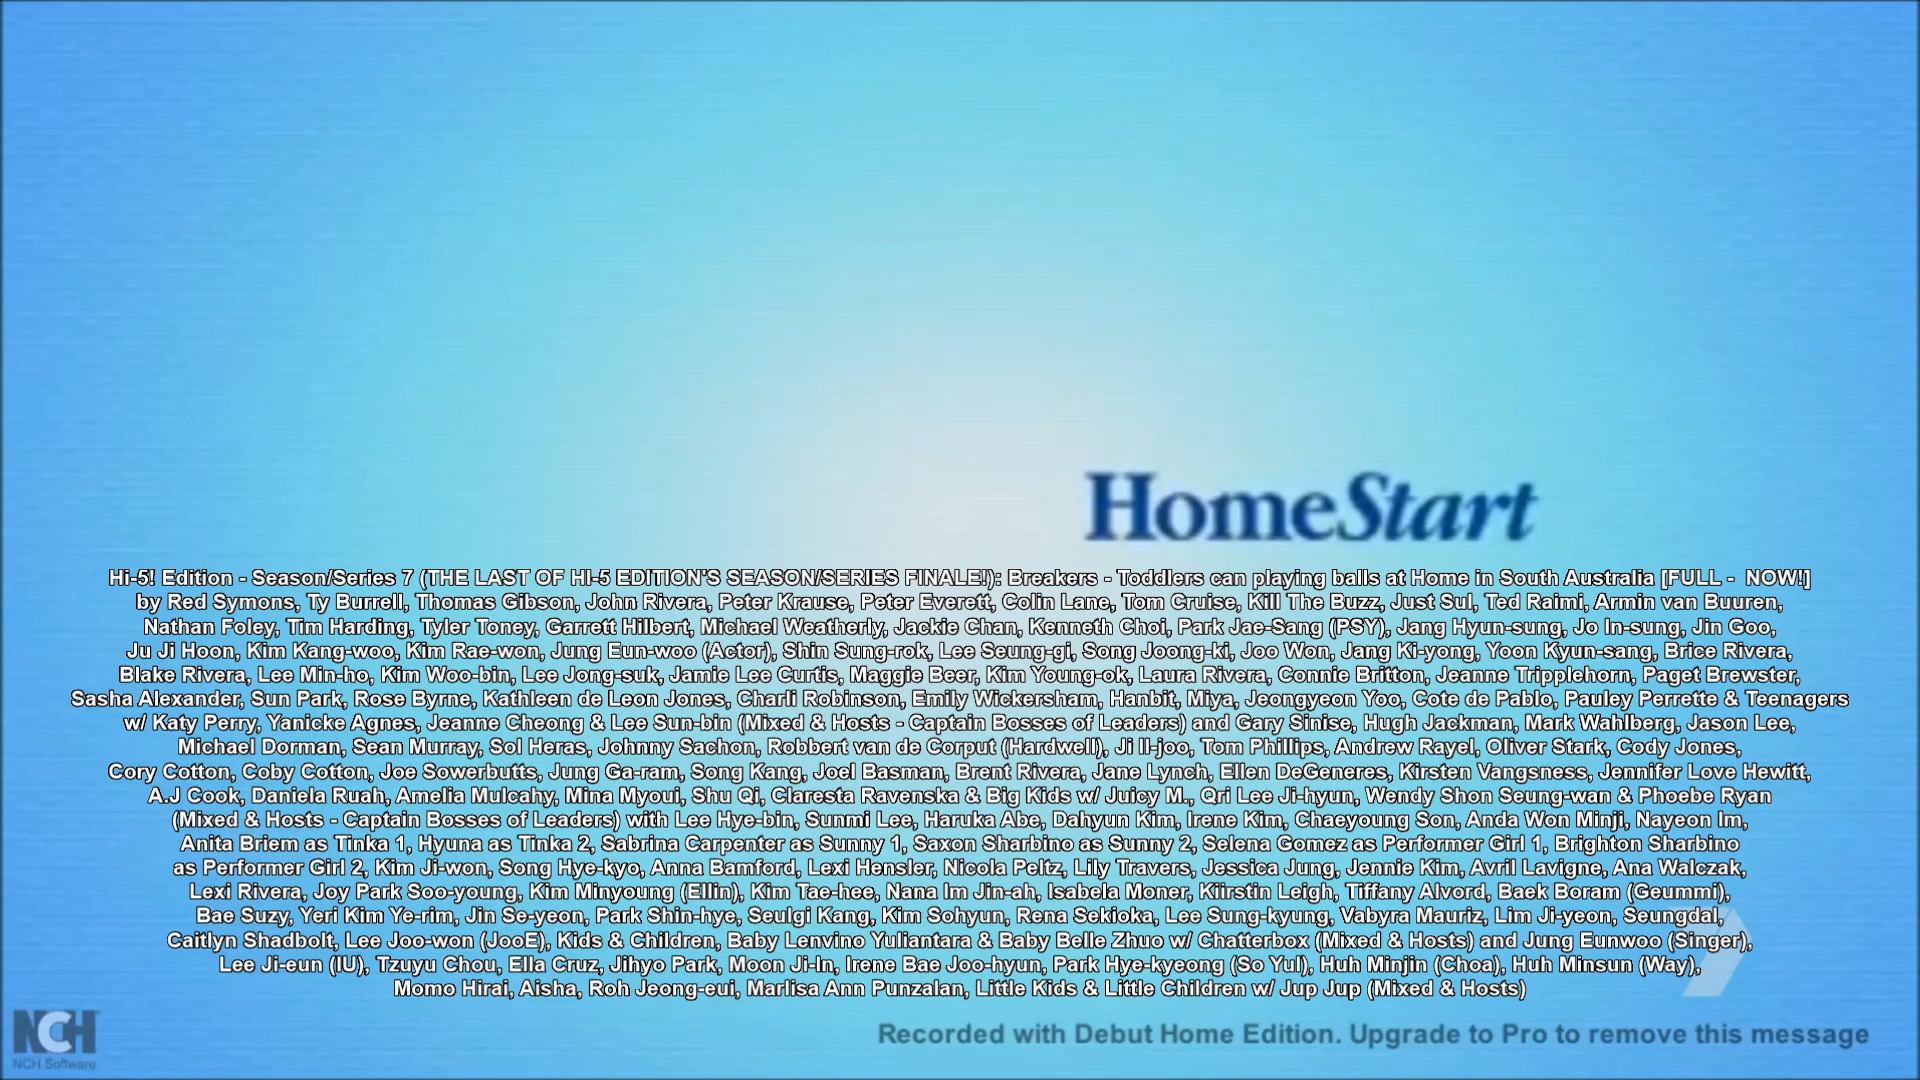 HomeStart
Hi-5! Edition - Season/Series 7 (THE LAST OF HI-5 EDITION'S SEASON/SERIES FINALE!): Breakers - Toddlers can playing balls at Home in South Australia [FULL -  NOW!]
by Red Symons, Ty Burrell, Thomas Gibson, John Rivera, Peter Krause, Peter Everett, Colin Lane, Tom Cruise, Kill The Buzz, Just Sul, Ted Raimi, Armin van Buuren,
Nathan Foley, Tim Harding, Tyler Toney, Garrett Hilbert, Michael Weatherly, Jackie Chan, Kenneth Choi, Park Jae-Sang (PSY), Jang Hyun-sung, Jo In-sung, Jin Goo,
Ju Ji Hoon, Kim Kang-woo, Kim Rae-won, Jung Eun-woo (Actor), Shin Sung-rok, Lee Seung-gi, Song Joong-ki, Joo Won, Jang Ki-yong, Yoon Kyun-sang, Brice Rivera,
Blake Rivera, Lee Min-ho, Kim Woo-bin, Lee Jong-suk, Jamie Lee Curtis, Maggie Beer, Kim Young-ok, Laura Rivera, Connie Britton, Jeanne Tripplehorn, Paget Brewster,
Sasha Alexander, Sun Park, Rose Byrne, Kathleen de Leon Jones, Charli Robinson, Emily Wickersham, Hanbit, Miya, Jeongyeon Yoo, Cote de Pablo, Pauley Perrette & Teenagers
w/ Katy Perry, Yanicke Agnes, Jeanne Cheong & Lee Sun-bin (Mixed & Hosts - Captain Bosses of Leaders) and Gary Sinise, Hugh Jackman, Mark Wahlberg, Jason Lee,
Michael Dorman, Sean Murray, Sol Heras, Johnny Sachon, Robbert van de Corput (Hardwell), Ji Il-joo, Tom Phillips, Andrew Rayel, Oliver Stark, Cody Jones,
Cory Cotton, Coby Cotton, Joe Sowerbutts, Jung Ga-ram, Song Kang, Joel Basman, Brent Rivera, Jane Lynch, Ellen DeGeneres, Kirsten Vangsness, Jennifer Love Hewitt,
A.J Cook, Daniela Ruah, Amelia Mulcahy, Mina Myoui, Shu Qi, Claresta Ravenska & Big Kids w/ Juicy M., Qri Lee Ji-hyun, Wendy Shon Seung-wan & Phoebe Ryan
(Mixed & Hosts - Captain Bosses of Leaders) with Lee Hye-bin, Sunmi Lee, Haruka Abe, Dahyun Kim, Irene Kim, Chaeyoung Son, Anda Won Minji, Nayeon Im,
Anita Briem as Tinka 1, Hyuna as Tinka 2, Sabrina Carpenter as Sunny 1, Saxon Sharbino as Sunny 2, Selena Gomez as Performer Girl 1, Brighton Sharbino
as Performer Girl 2, Kim Ji-won, Song Hye-kyo, Anna Bamford, Lexi Hensler, Nicola Peltz, Lily Travers, Jessica Jung, Jennie Kim, Avril Lavigne, Ana Walczak,
Lexi Rivera, Joy Park Soo-young, Kim Minyoung (Ellin), Kim Tae-hee, Nana Im Jin-ah, Isabela Moner, Kiirstin Leigh, Tiffany Alvord, Baek Boram (Geummi),
Bae Suzy, Yeri Kim Ye-rim, Jin Se-yeon, Park Shin-hye, Seulgi Kang, Kim Sohyun, Rena Sekioka, Lee Sung-kyung, Vabyra Mauriz, Lim Ji-yeon, Seungdal,
Caitlyn Shadbolt, Lee Joo-won (JooE), Kids & Children, Baby Lenvino Yuliantara & Baby Belle Zhuo w/ Chatterbox (Mixed & Hosts) and Jung Eunwoo (Singer),
Lee Ji-eun (IU), Tzuyu Chou, Ella Cruz, Jihyo Park, Moon Ji-In, Irene Bae Joo-hyun, Park Hye-kyeong (So Yul), Huh Minjin (Choa), Huh Minsun (Way),
Momo Hirai, Aisha, Roh Jeong-eui, Marlisa Ann Punzalan, Little Kids & Little Children w/ Jup Jup (Mixed & Hosts)
NCH
NCH Software
Recorded with Debut Home Edition. Upgrade to Pro to remove this message